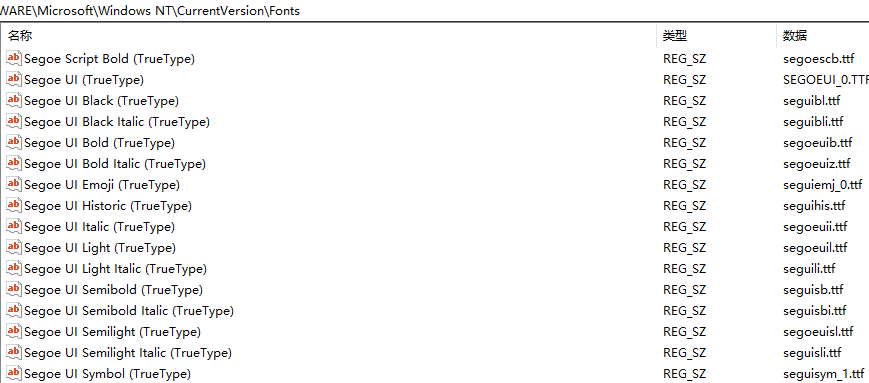 WARE\Microsoft\Windows NT\CurrentVersion\Fonts
名称 类型 数据
ab Segoe Script Bold (TrueType) REG_SZ segoescb.ttf
ab Segoe UI (TrueType) REG_SZ SEGOEUI_0.TTF
ab Segoe UI Black (TrueType) REG_SZ seguibl.ttf
ab Segoe UI Black Italic (TrueType) REG_SZ seguibli.ttf
ab Segoe UI Bold (TrueType) REG_SZ segoeuib.ttf
ab Segoe UI Bold Italic (TrueType) REG_SZ segoeuiz.ttf
ab Segoe UI Emoji (TrueType) REG_SZ seguiemj_0.ttf
ab Segoe UI Historic (TrueType) REG_SZ seguihis.ttf
ab Segoe UI Italic (TrueType) REG_SZ segoeuii.ttf
ab Segoe UI Light (TrueType) REG_SZ segoeuil.ttf
ab Segoe UI Light Italic (TrueType) REG_SZ seguili.ttf
ab Segoe UI Semibold (TrueType) REG_SZ seguisb.ttf
ab Segoe UI Semibold Italic (TrueType) REG_SZ seguisbi.ttf
ab Segoe UI Semilight (TrueType) REG_SZ segoeuisl.ttf
ab Segoe UI Semilight Italic (TrueType) REG_SZ seguisli.ttf
ab Segoe UI Symbol (TrueType) REG_SZ seguisym_1.ttf